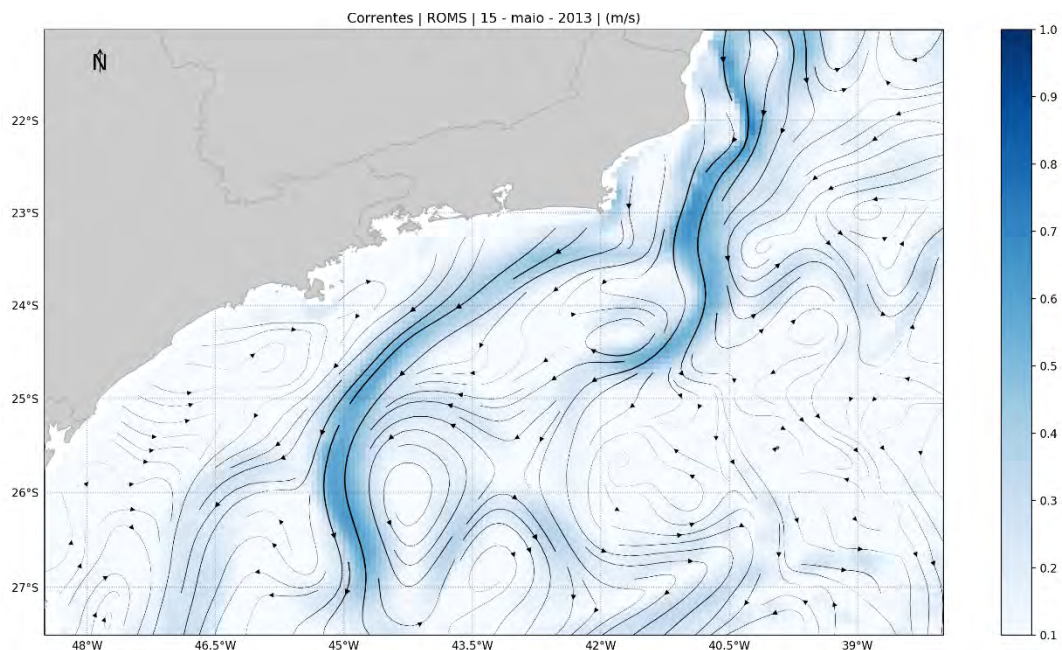 Correntes | ROMS | 15 - maio - 2013 | (m/s)
N
22°S
23°S
24°S
25°S
26°S
27°S
48°W
46.5°W
45°W
43.5°W
42°W
40.5°W
39°W
1.0
0.9
0.8
0.7
0.6
0.5
0.4
0.3
0.2
0.1